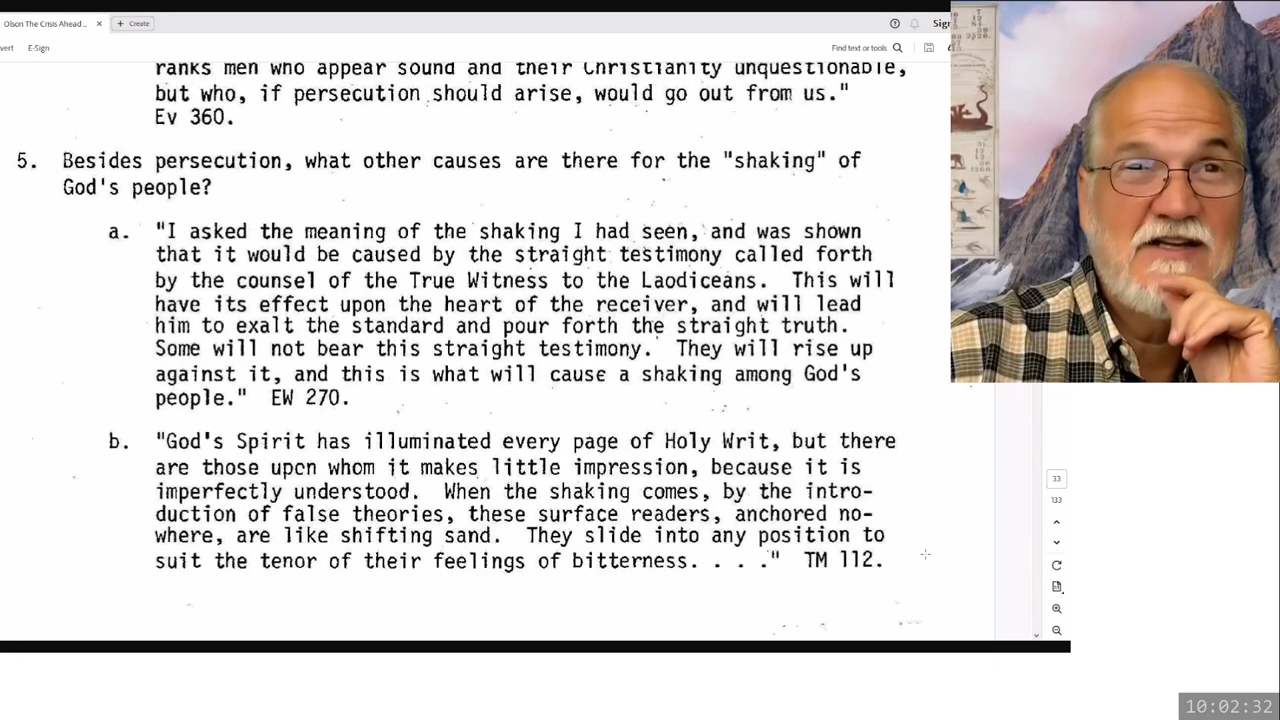 Olson The Crisis Ahead ...
Create
Sign
vert
E-Sign
Find text or tools
ranks men who appear sound and their Christianity unquestionable,
but who, if persecution should arise, would go out from us."
Ev 360.
5. Besides persecution, what other causes are there for the "shaking" of
God's people?
a. "I asked the meaning of the shaking I had seen, and was shown
that it would be caused by the straight testimony called forth
by the counsel of the True Witness to the Laodiceans. This will
have its effect upon the heart of the receiver, and will lead
him to exalt the standard and pour forth the straight truth.
Some will not bear this straight testimony. They will rise up
against it, and this is what will cause a shaking among God's
people." EW 270.
b. "God's Spirit has illuminated every page of Holy Writ, but there
are those upon whom it makes little impression, because it is
imperfectly understood. When the shaking comes, by the intro-
duction of false theories, these surface readers, anchored no-
where, are like shifting sand. They slide into any position to
suit the tenor of their feelings of bitterness. . . ." TM 112.
33
133
10:02:32